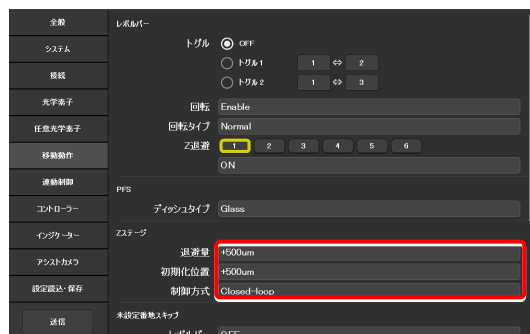 全般
システム
接続
光学素子
任意光学素子
移動動作
連動制御
コントローラー
インジケーター
アシストカメラ
設定読込・保存
送信
レボルバー
トグル OFF
トグル1 1 ⇔ 2
トグル2 1 ⇔ 3
回転 Enable
回転タイプ Normal
Z退避 1 2 3 4 5 6
ON
PFS
ディッシュタイプ Glass
Zステージ
退避量 +500um
初期化位置 +500um
制御方式 Closed-loop
未設定番地スキップ
レボルバー OFF